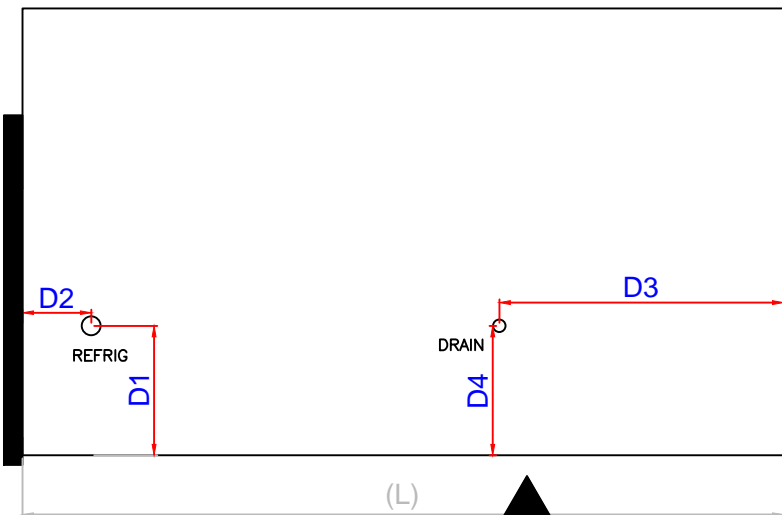 D3
D2
DRAIN
REFRIG
D1
D4
(L)